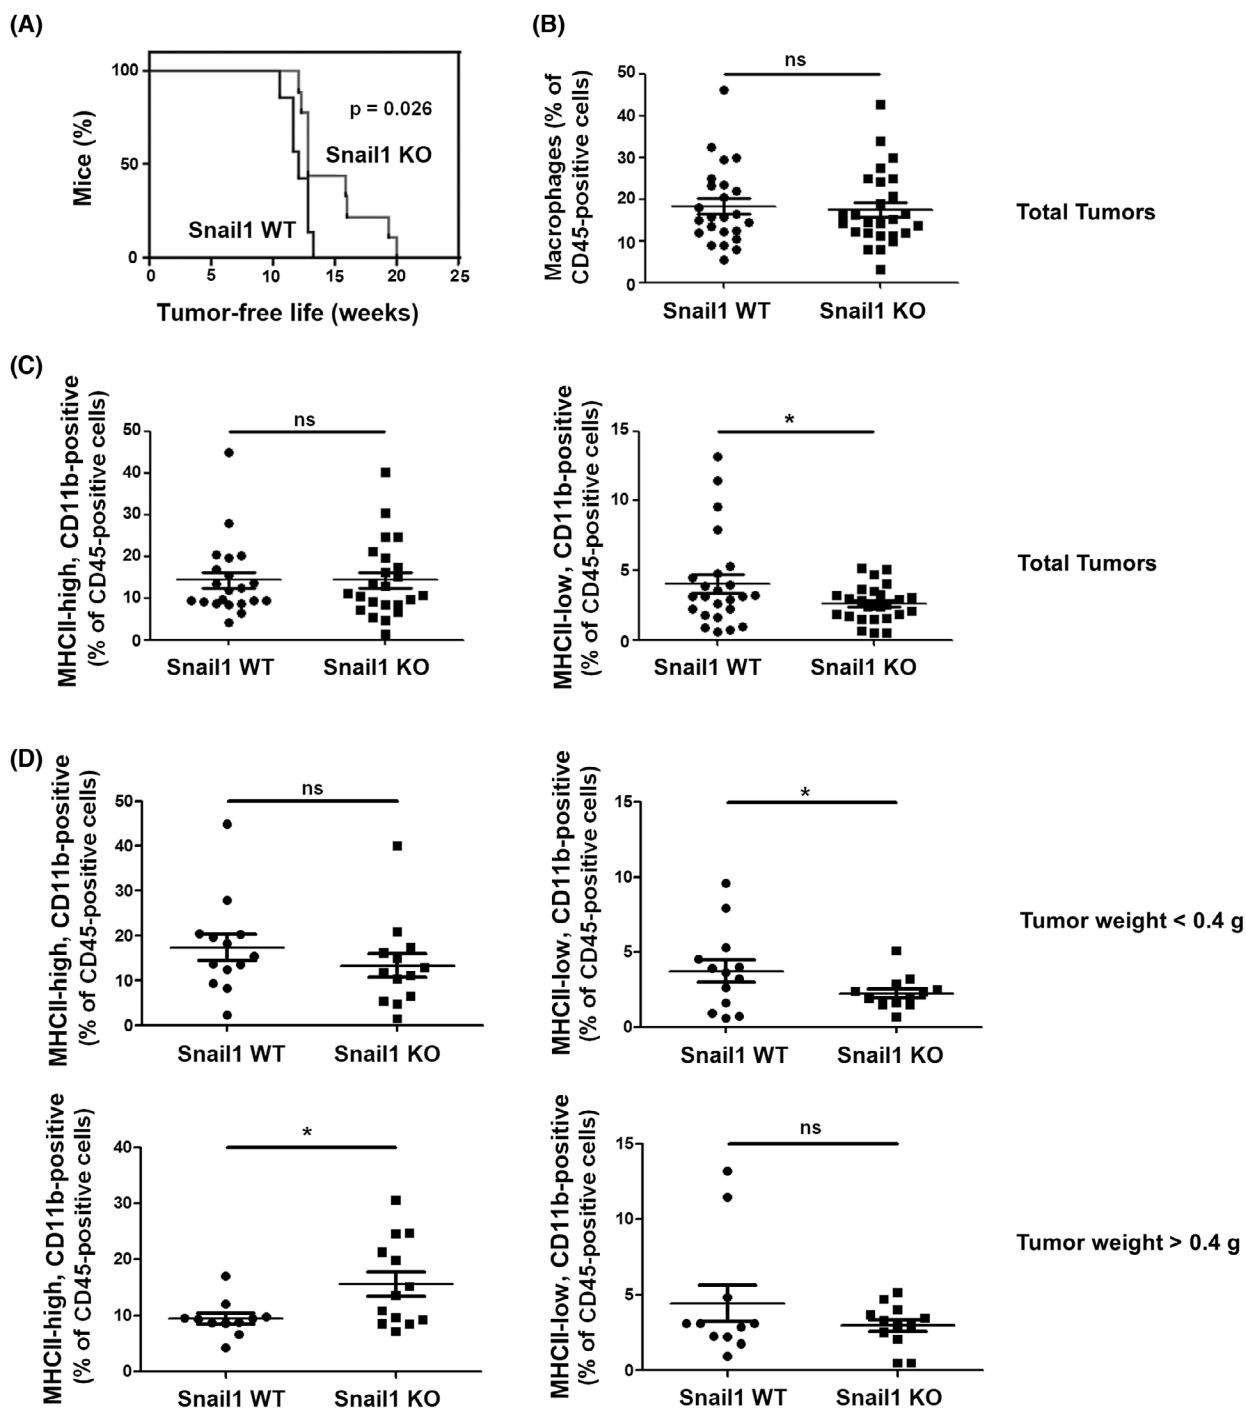 (A)
Mice (%)
100
50
0
p = 0.026
Snail1 KO
Snail1 WT
0 5 10 15 20 25
Tumor-free life (weeks)
(B)
Macrophages (% of
CD45-positive cells)
50
40
30
20
10
0
ns
Snail1 WT Snail1 KO
Total Tumors
(C)
MHCII-high, CD11b-positive
(% of CD45-positive cells)
50
40
30
20
10
0
ns
Snail1 WT Snail1 KO
MHCII-low, CD11b-positive
(% of CD45-positive cells)
15
10
5
0
*
Snail1 WT Snail1 KO
Total Tumors
(D)
MHCII-high, CD11b-positive
(% of CD45-positive cells)
50
40
30
20
10
0
ns
Snail1 WT Snail1 KO
MHCII-low, CD11b-positive
(% of CD45-positive cells)
15
10
5
0
*
Snail1 WT Snail1 KO
Tumor weight < 0.4 g
MHCII-high, CD11b-positive
(% of CD45-positive cells)
40
30
20
10
0
*
Snail1 WT Snail1 KO
MHCII-low, CD11b-positive
(% of CD45-positive cells)
15
10
5
0
ns
Snail1 WT Snail1 KO
Tumor weight > 0.4 g